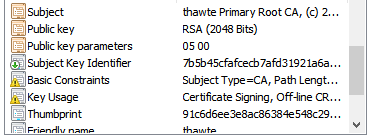 Subject thawte Primary Root CA, (c) 2...
Public key RSA (2048 Bits)
Public key parameters 05 00
Subject Key Identifier 7b5b45cfafcecb7afd31921a6a...
Basic Constraints Subject Type=CA, Path Lengt...
Key Usage Certificate Signing, Off-line CR...
Thumbprint 91c6d6ee3e8ac86384e548c29...
Friendly name thawte